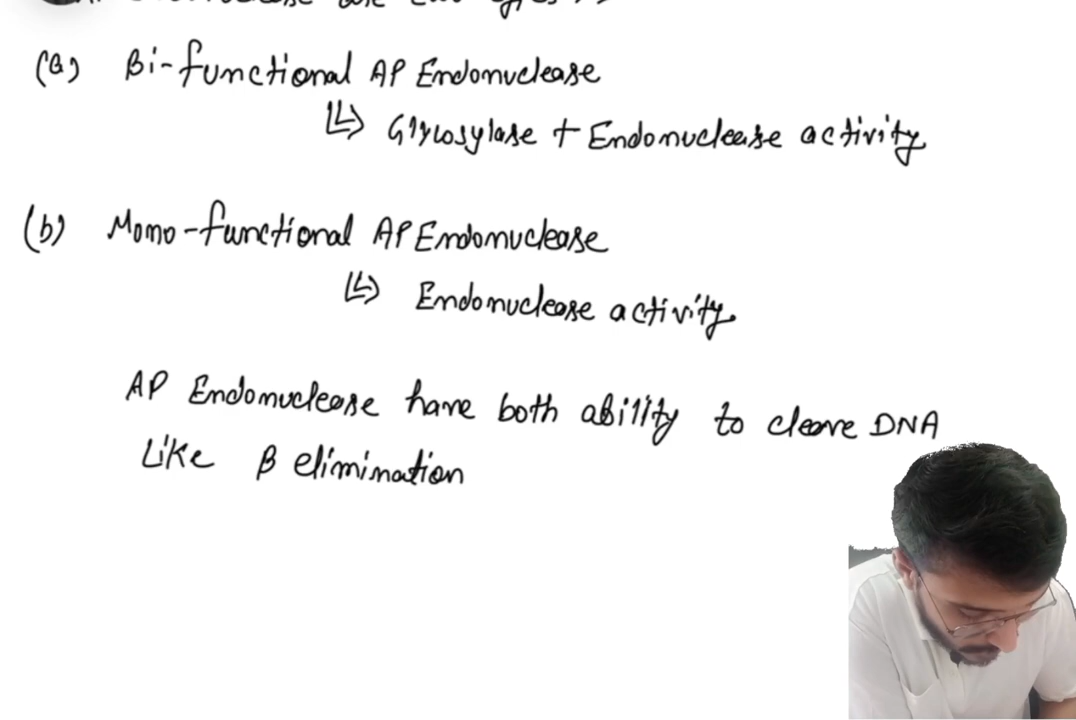 (a) Bi-functional AP Endonuclease
Glycosylase + Endonuclease activity
(b) Mono-functional AP Endonuclease
Endonuclease activity
AP Endonuclease have both ability to cleave DNA
Like β elimination